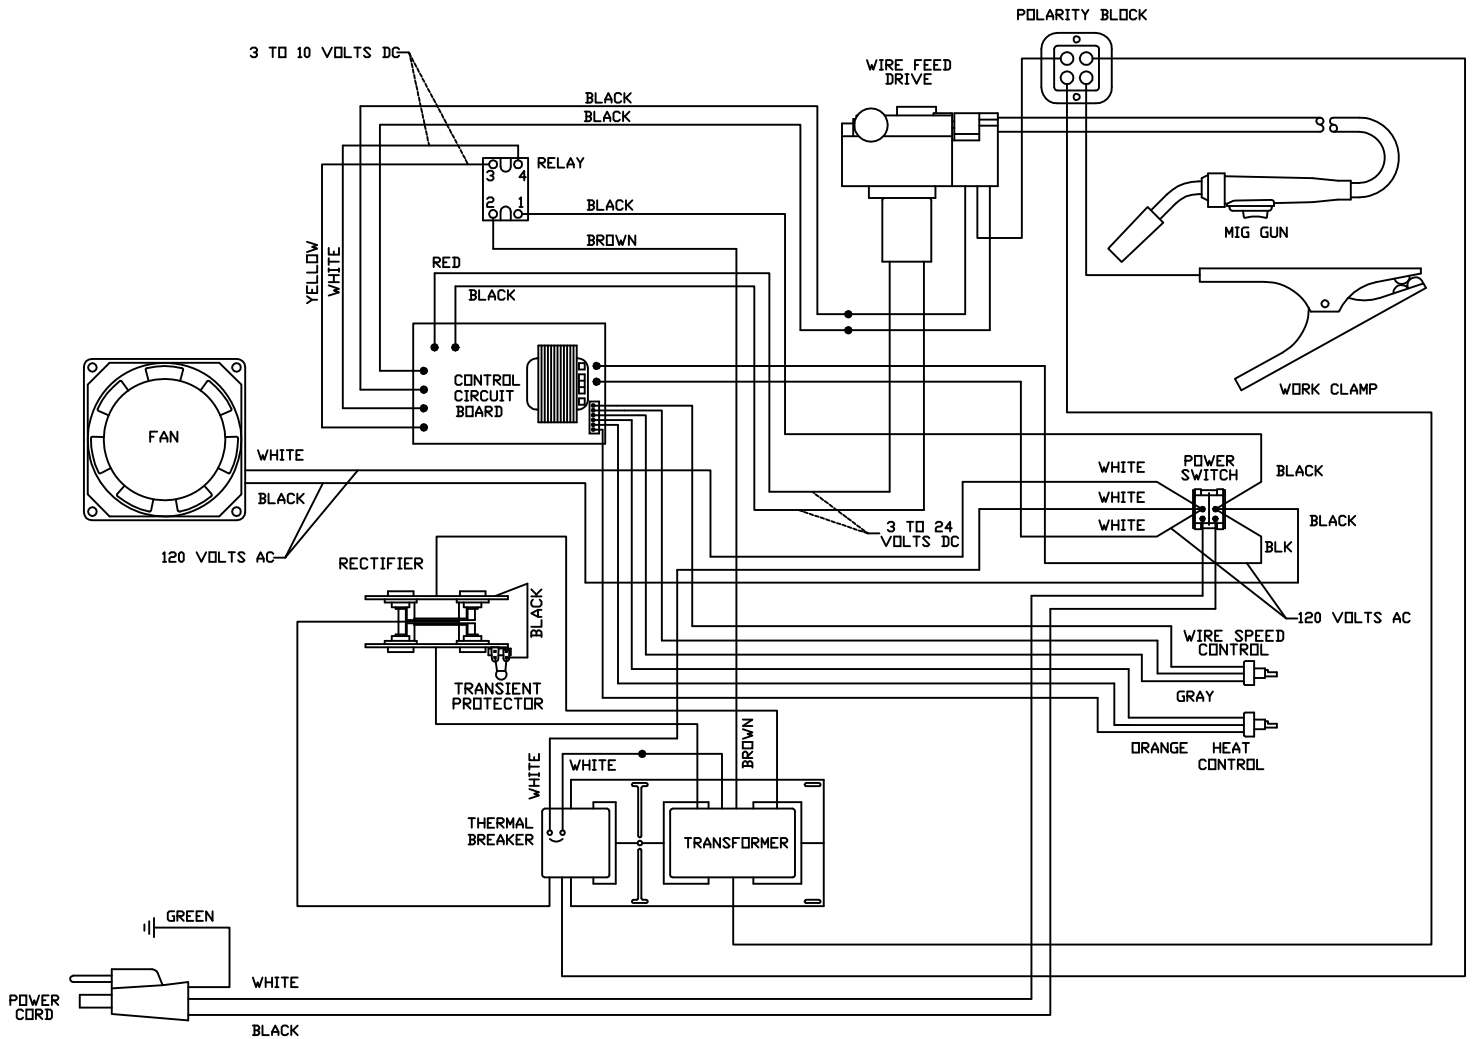 POLARITY BLOCK
3 TO 10 VOLTS DC
WIRE FEED
DRIVE
BLACK
BLACK
RELAY
3
4
2
1
BLACK
MIG GUN
BROWN
YELLOW
WHITE
RED
BLACK
CONTROL
CIRCUIT
BOARD
WORK CLAMP
FAN
WHITE
BLACK
120 VOLTS AC
WHITE
WHITE
WHITE
POWER
SWITCH
BLACK
BLACK
BLK
3 TO 24
VOLTS DC
RECTIFIER
BLACK
120 VOLTS AC
WIRE SPEED
CONTROL
TRANSIENT
PROTECTOR
GRAY
ORANGE
HEAT
CONTROL
BROWN
WHITE
WHITE
THERMAL
BREAKER
TRANSFORMER
GREEN
WHITE
POWER
CORD
BLACK